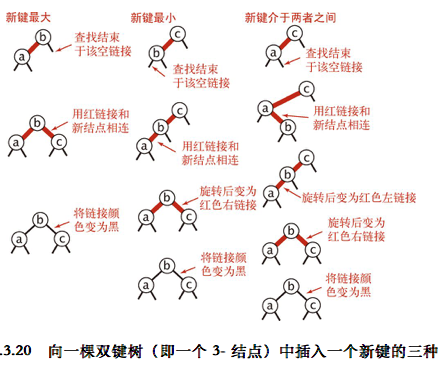 新键最大
新键最小
新键介于两者之间
b
a
查找结束
于该空链接
c
b
查找结束
于该空链接
c
a
查找结束
于该空链接
b
a
c
用红链接和
新结点相连
c
b
a
用红链接和
新结点相连
c
a
b
用红链接和
新结点相连
b
a
c
将链接颜
色变为黑
b
a
c
旋转后变为
红色右链接
c
b
a
旋转后变为红色左链接
b
a
c
将链接颜
色变为黑
b
a
c
旋转后变为
红色右链接
b
a
c
将链接颜
色变为黑
.3.20 向一棵双键树（即一个 3- 结点）中插入一个新键的三种